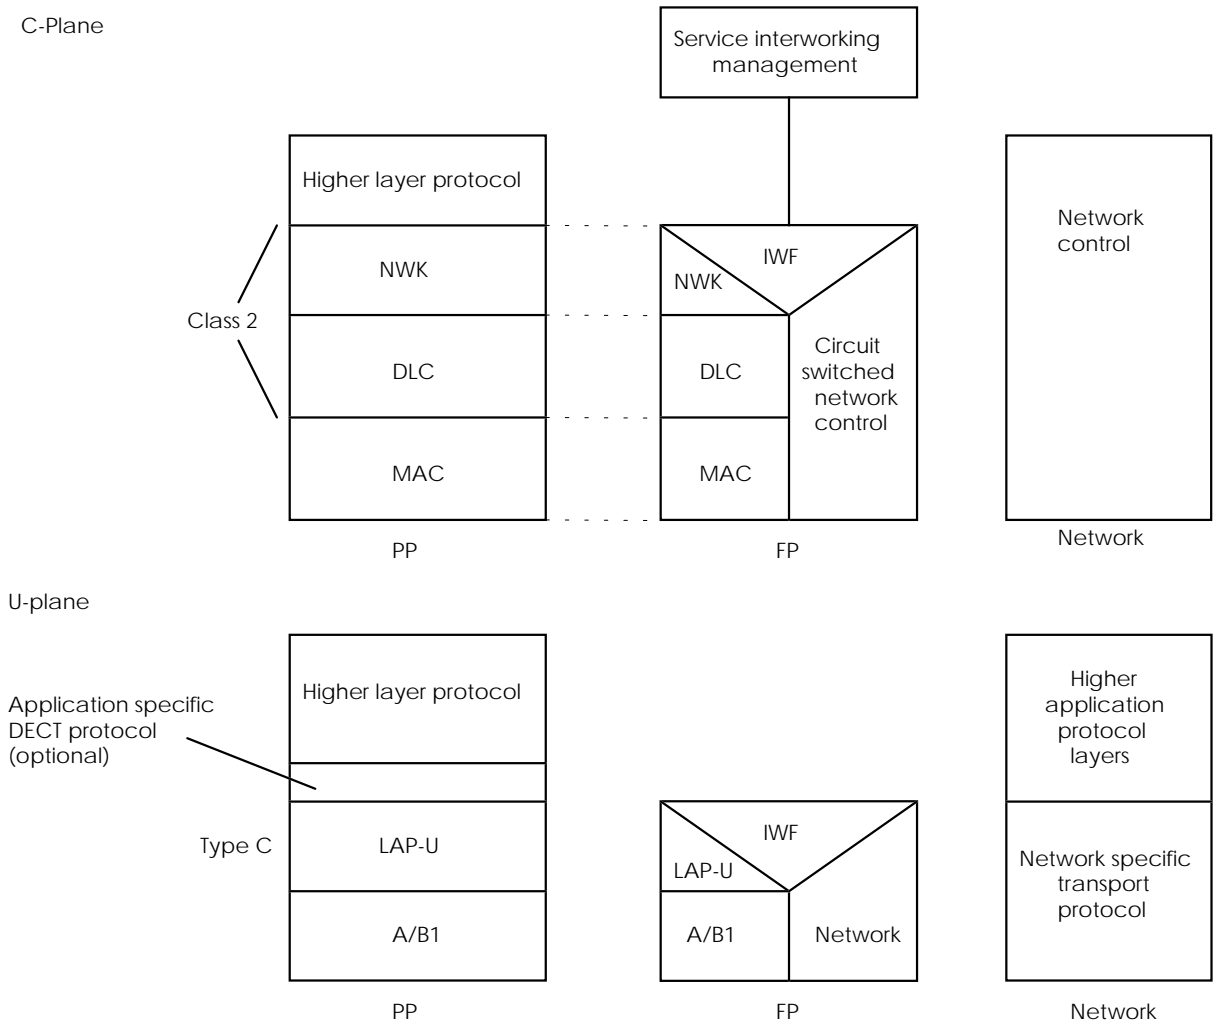 C-Plane
Service interworking
management
Higher layer protocol
Network
control
IWF
NWK
NWK
Class 2
Circuit
switched
network
control
DLC
DLC
MAC
MAC
PP
FP
Network
U-plane
Application specific
DECT protocol
(optional)
Higher layer protocol
Higher
application
protocol
layers
Type C
LAP-U
IWF
LAP-U
Network specific
transport
protocol
A/B1
A/B1
Network
PP
FP
Network